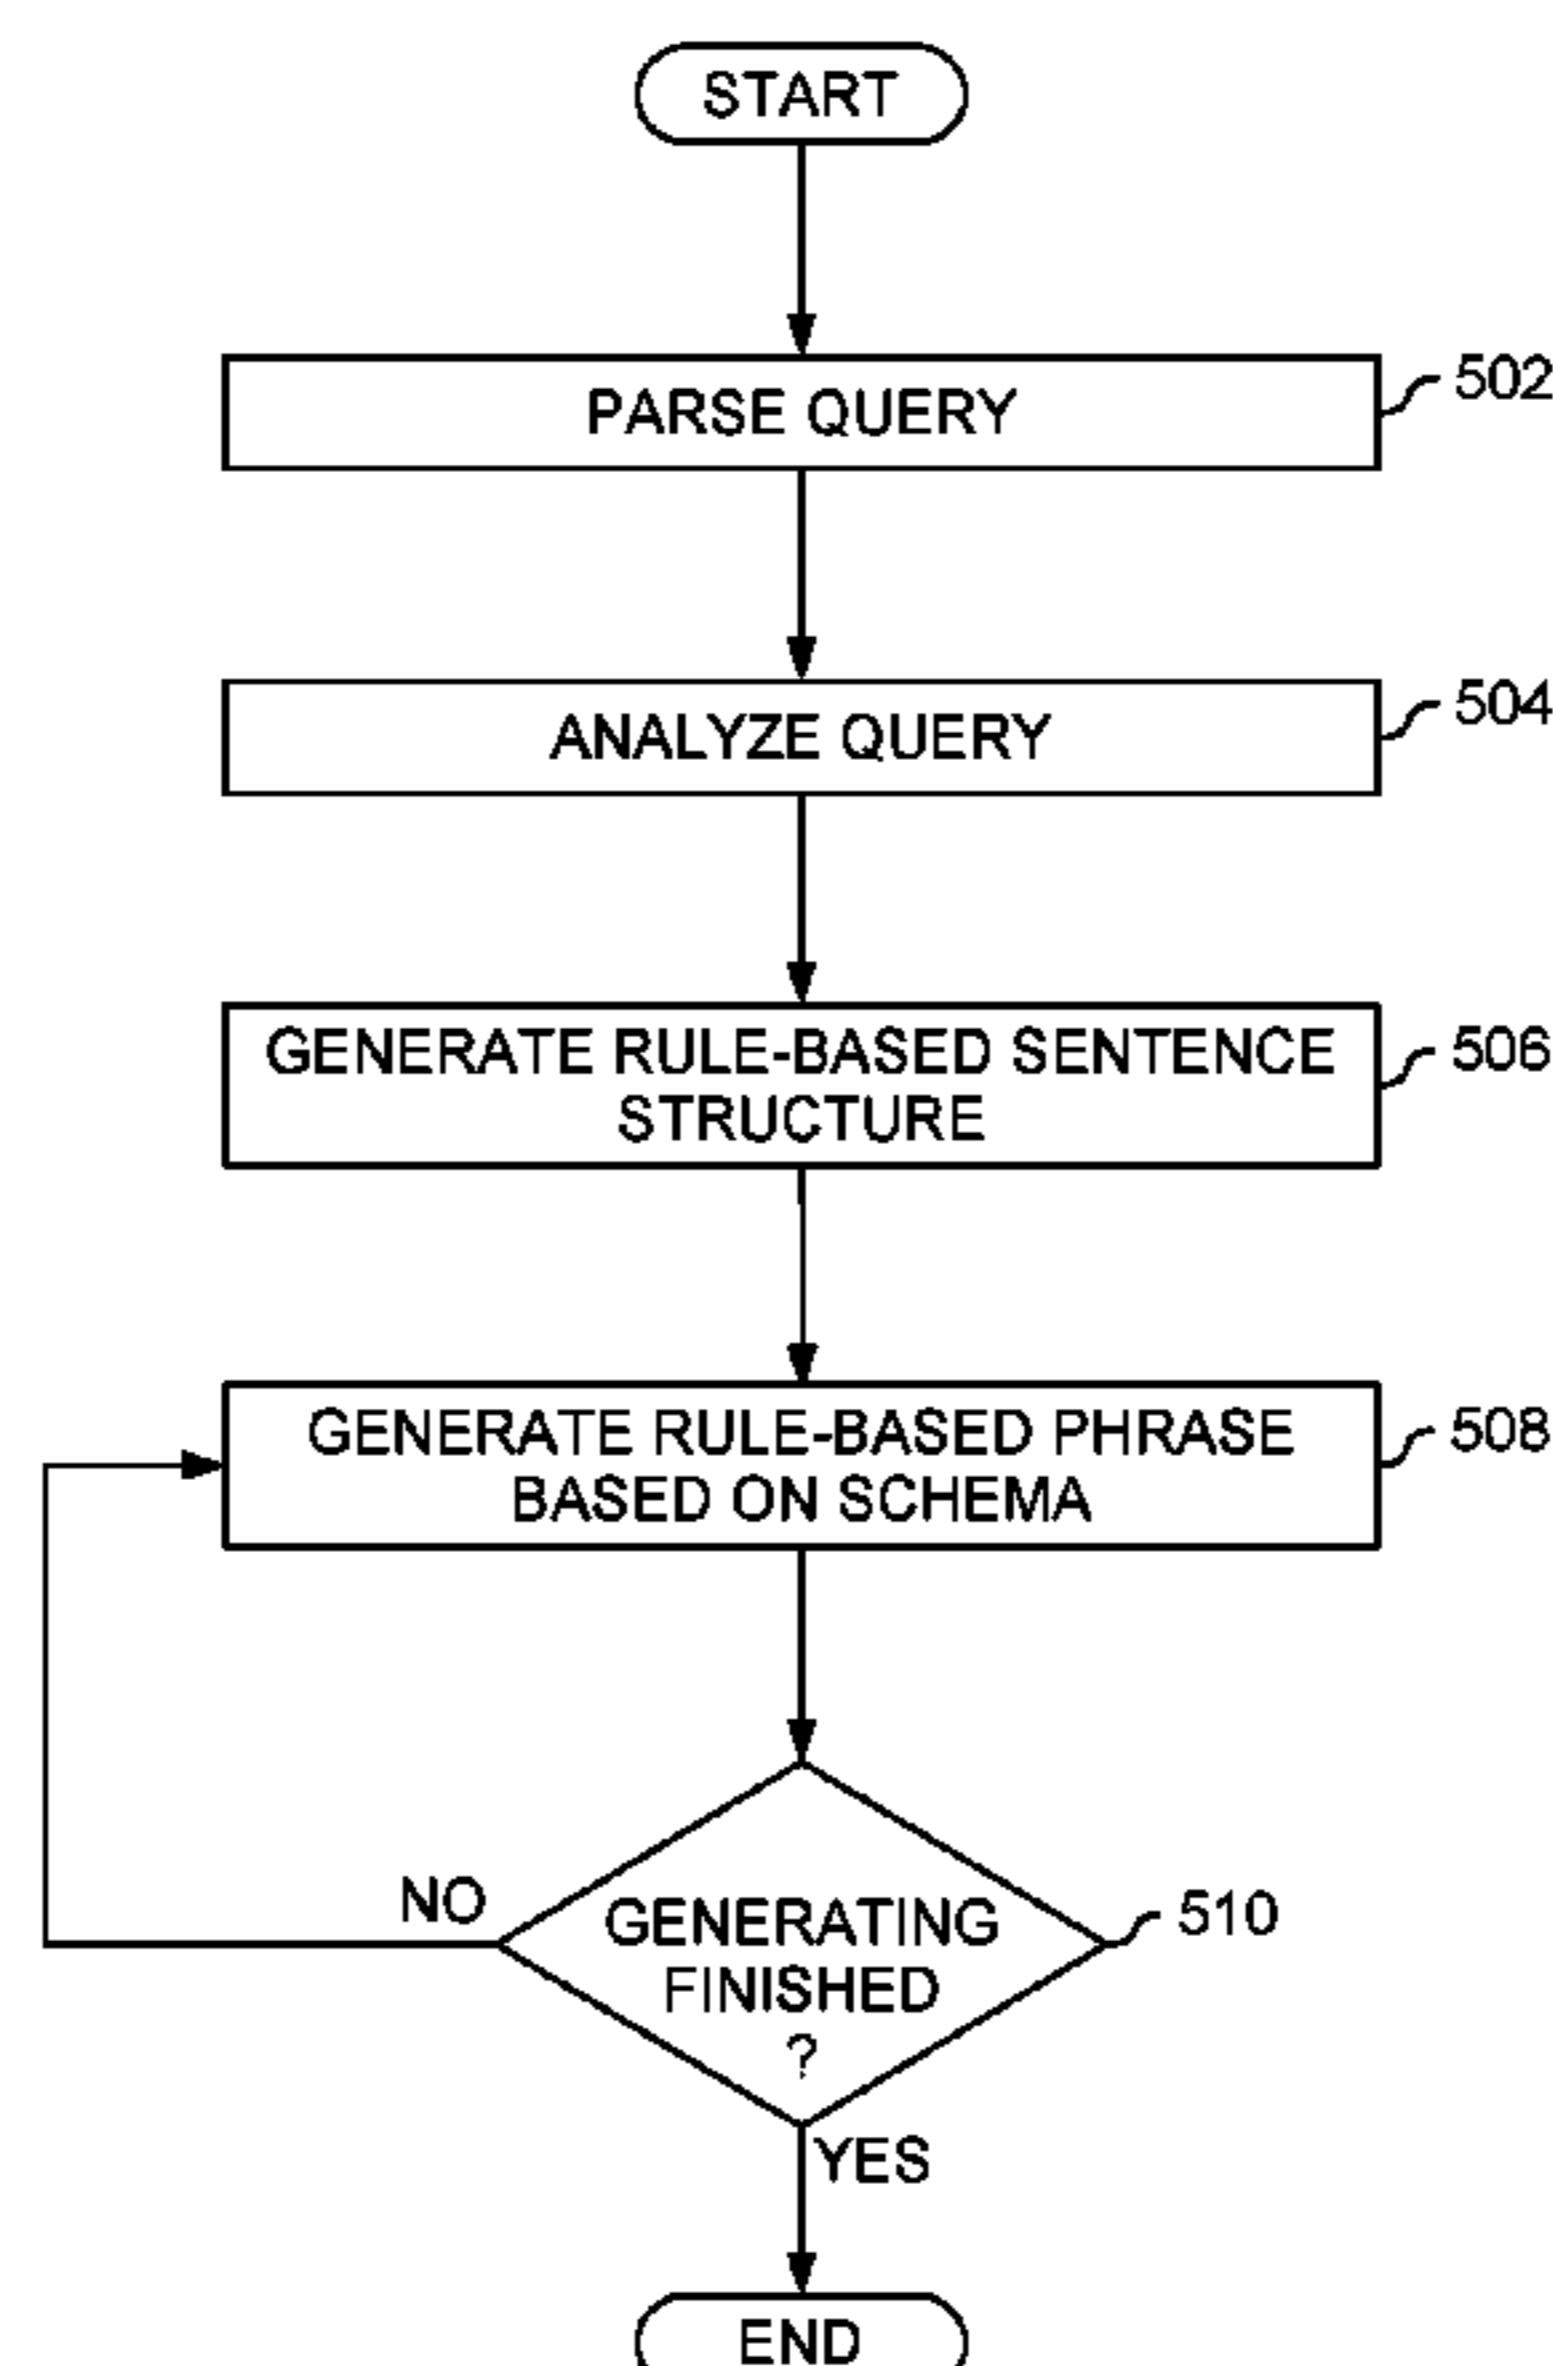 START
PARSE QUERY
502
ANALYZE QUERY
504
GENERATE RULE-BASED SENTENCE
STRUCTURE
506
GENERATE RULE-BASED PHRASE
BASED ON SCHEMA
508
NO
GENERATING
FINISHED
?
510
YES
END